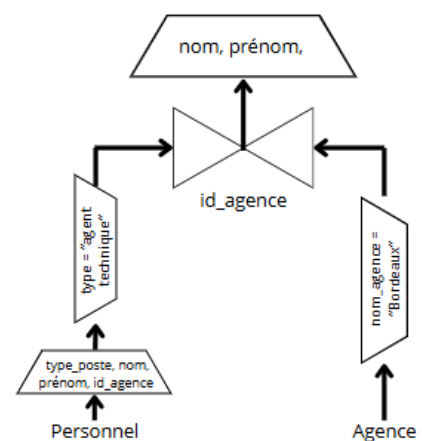 nom, prénom,
id_agence
type = "agent
technique"
nom_agence =
"Bordeaux"
type_poste, nom,
prénom, id_agence
Personnel
Agence